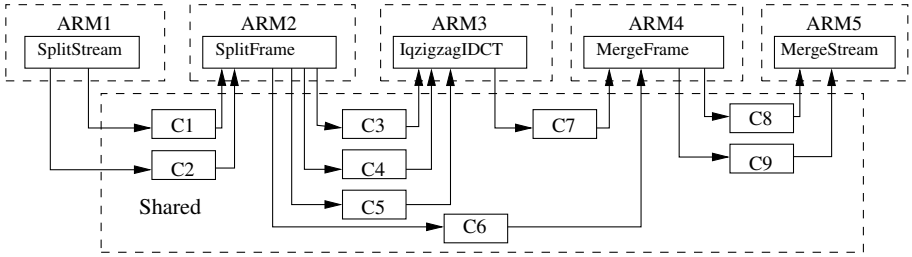 ARM1 ARM2 ARM3 ARM4 ARM5
SplitStream SplitFrame IqzigzagIDCT MergeFrame MergeStream
C1 C3 C7 C8
C2 C4 C9
C5
Shared C6